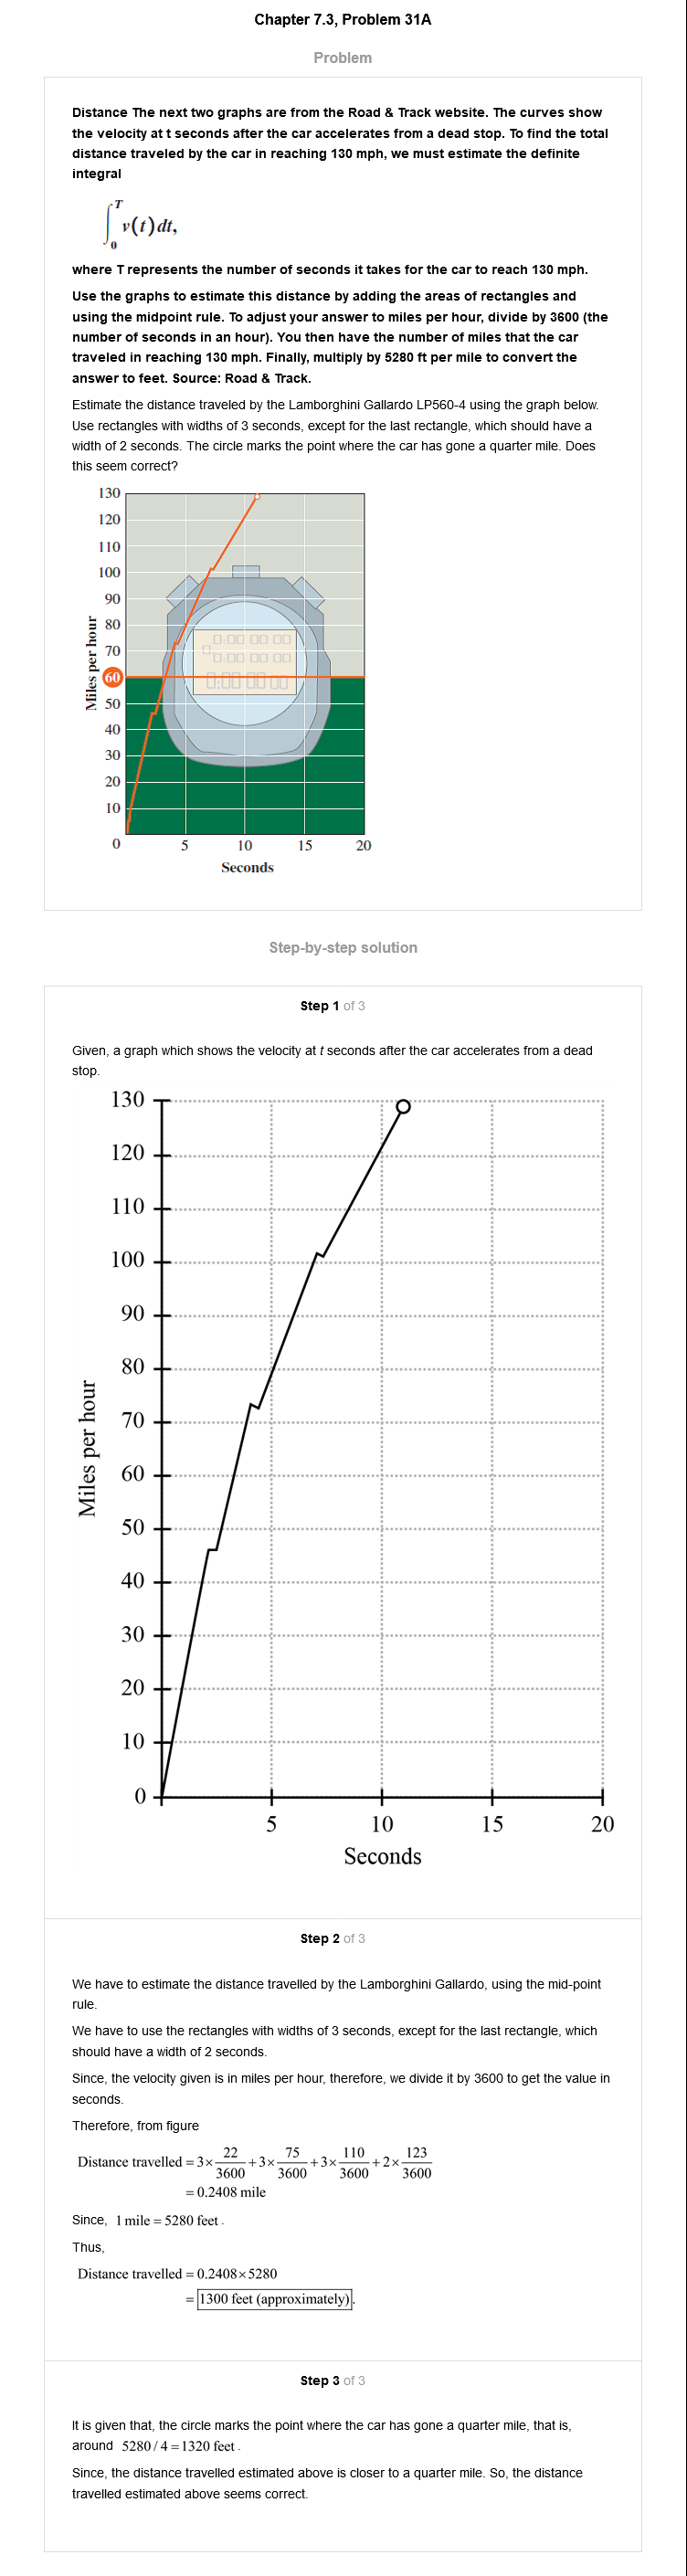 Chapter 7.3, Problem 31A
Problem
Distance The next two graphs are from the Road & Track website. The curves show
the velocity at t seconds after the car accelerates from a dead stop. To find the total
distance traveled by the car in reaching 130 mph, we must estimate the definite
integral
∫₀ᵀ v(t) dt,
where T represents the number of seconds it takes for the car to reach 130 mph.
Use the graphs to estimate this distance by adding the areas of rectangles and
using the midpoint rule. To adjust your answer to miles per hour, divide by 3600 (the
number of seconds in an hour). You then have the number of miles that the car
traveled in reaching 130 mph. Finally, multiply by 5280 ft per mile to convert the
answer to feet. Source: Road & Track.
Estimate the distance traveled by the Lamborghini Gallardo LP560-4 using the graph below.
Use rectangles with widths of 3 seconds, except for the last rectangle, which should have a
width of 2 seconds. The circle marks the point where the car has gone a quarter mile. Does
this seem correct?
130
120
110
100
90
80
70
60
50
40
30
20
10
0
Miles per hour
5 10 15 20
Seconds
Step-by-step solution
Step 1 of 3
Given, a graph which shows the velocity at t seconds after the car accelerates from a dead
stop.
130
120
110
100
90
80
70
60
50
40
30
20
10
0
Miles per hour
5 10 15 20
Seconds
Step 2 of 3
We have to estimate the distance travelled by the Lamborghini Gallardo, using the mid-point
rule.
We have to use the rectangles with widths of 3 seconds, except for the last rectangle, which
should have a width of 2 seconds.
Since, the velocity given is in miles per hour, therefore, we divide it by 3600 to get the value in
seconds.
Therefore, from figure
Distance travelled = 3× 22/3600 + 3× 75/3600 + 3× 110/3600 + 2× 123/3600
= 0.2408 mile
Since, 1 mile = 5280 feet .
Thus,
Distance travelled = 0.2408×5280
= 1300 feet (approximately).
Step 3 of 3
It is given that, the circle marks the point where the car has gone a quarter mile, that is,
around 5280 / 4 = 1320 feet .
Since, the distance travelled estimated above is closer to a quarter mile. So, the distance
travelled estimated above seems correct.